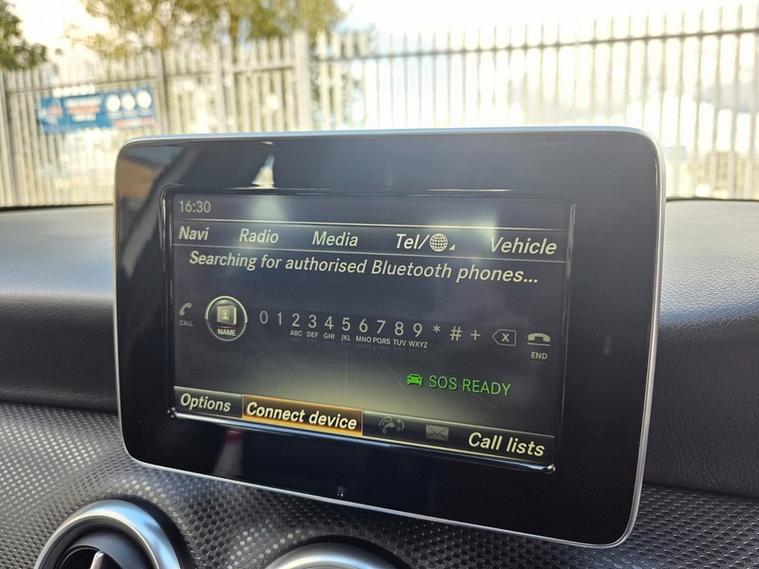 16:30
Navi Radio Media Tel/ Vehicle
Searching for authorised Bluetooth phones...
CALL NAME 0 1 2 3 4 5 6 7 8 9 * # + END
ABC DEF GHI JKL MNO PQRS TUV WXYZ
SOS READY
Options Connect device Call lists